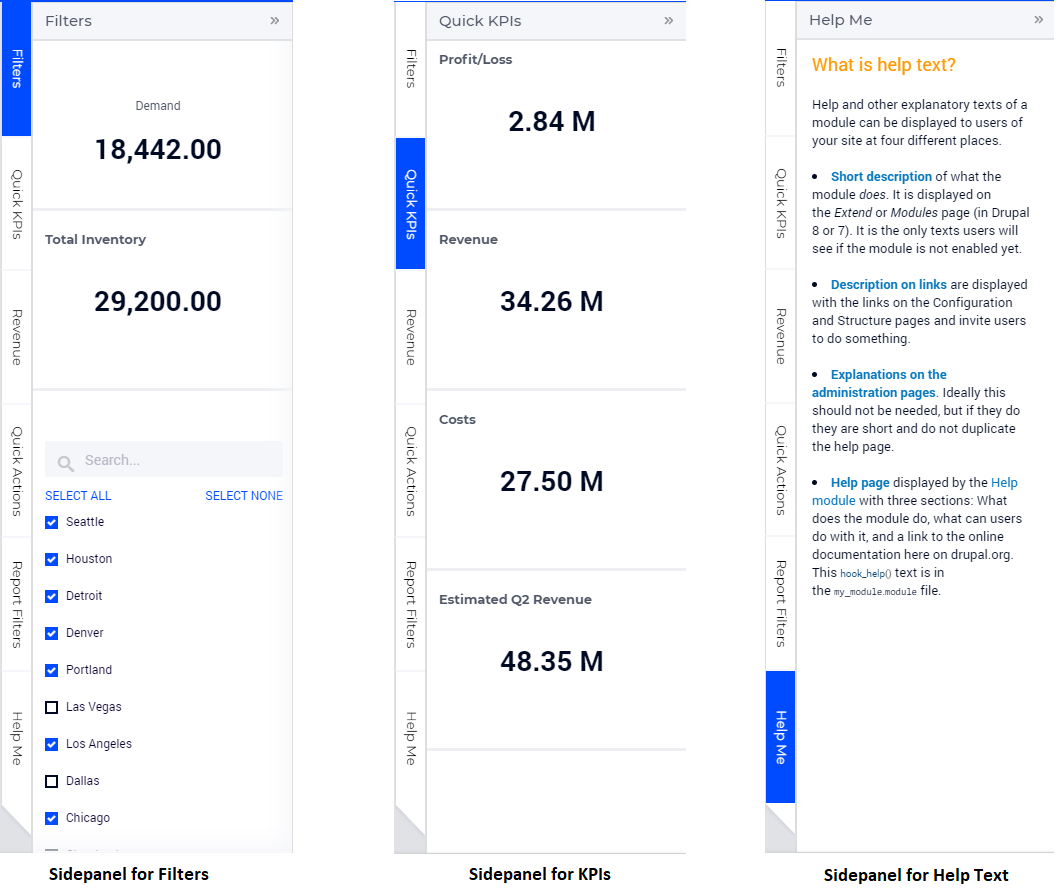 Filters »
Filters
Quick KPIs
Revenue
Quick Actions
Report Filters
Help Me
Demand
18,442.00
Total Inventory
29,200.00
Search...
SELECT ALL SELECT NONE
Seattle
Houston
Detroit
Denver
Portland
Las Vegas
Los Angeles
Dallas
Chicago
Sidepanel for Filters
Quick KPIs »
Filters
Quick KPIs
Revenue
Quick Actions
Report Filters
Help Me
Profit/Loss
2.84 M
Revenue
34.26 M
Costs
27.50 M
Estimated Q2 Revenue
48.35 M
Sidepanel for KPIs
Help Me »
Filters
Quick KPIs
Revenue
Quick Actions
Report Filters
Help Me
What is help text?
Help and other explanatory texts of a
module can be displayed to users of
your site at four different places.
• Short description of what the
module does. It is displayed on
the Extend or Modules page (in Drupal
8 or 7). It is the only texts users will
see if the module is not enabled yet.
• Description on links are displayed
with the links on the Configuration
and Structure pages and invite users
to do something.
• Explanations on the
administration pages. Ideally this
should not be needed, but if they do
they are short and do not duplicate
the help page.
• Help page displayed by the Help
module with three sections: What
does the module do, what can users
do with it, and a link to the online
documentation here on drupal.org.
This hook_help() text is in
the my_module.module file.
Sidepanel for Help Text